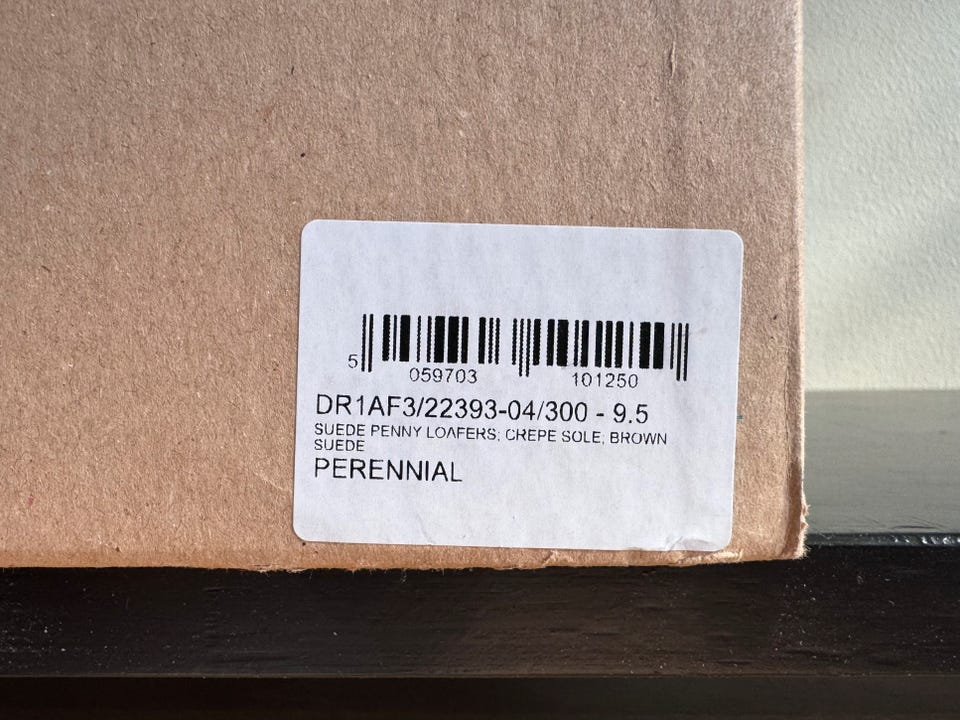 5 059703 101250
DR1AF3/22393-04/300 - 9.5
SUEDE PENNY LOAFERS; CREPE SOLE; BROWN
SUEDE
PERENNIAL